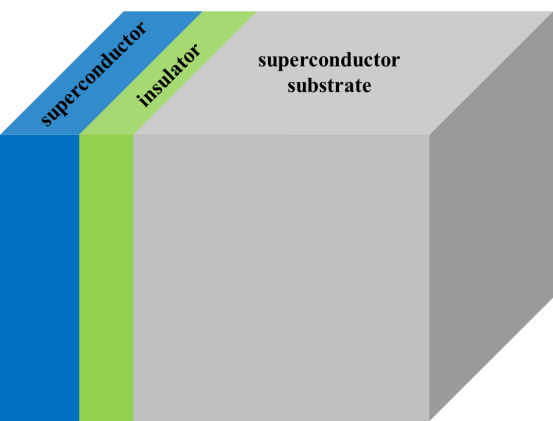 superconductor
insulator
superconductor
substrate